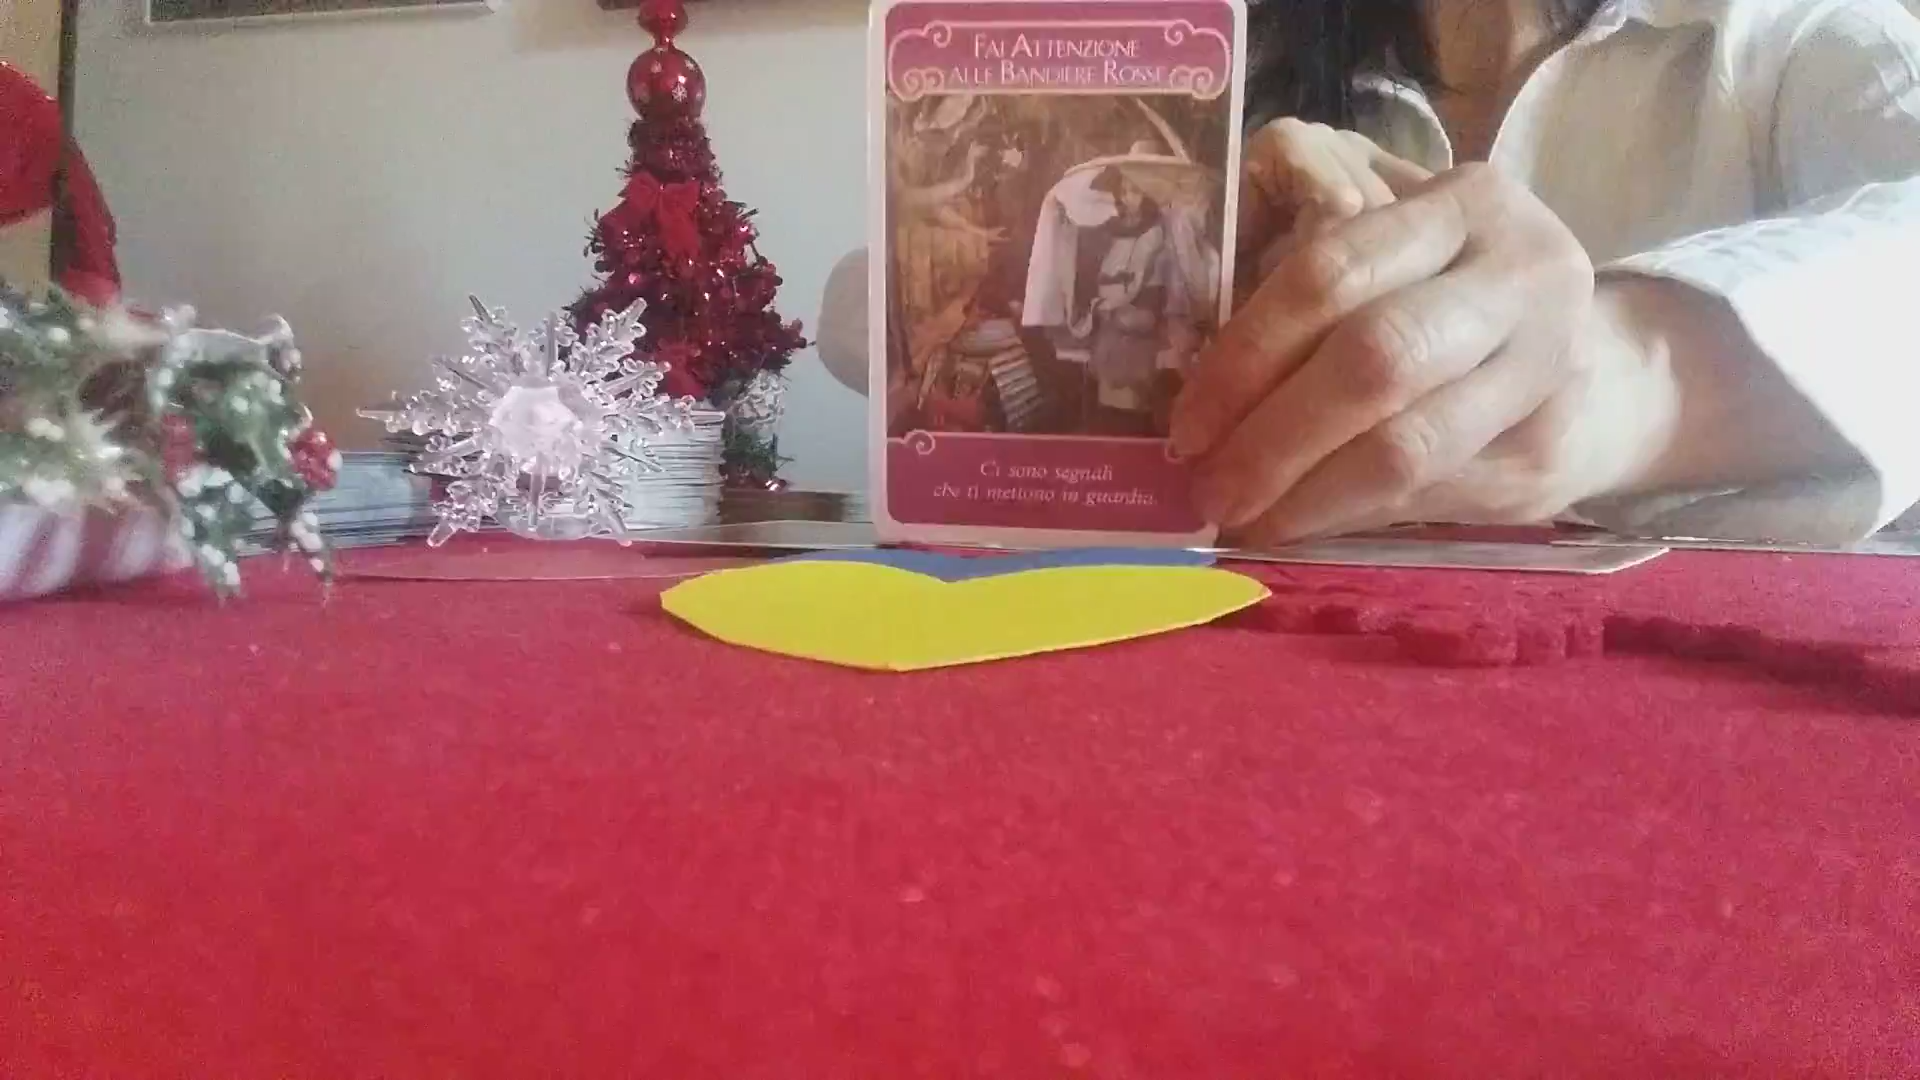 FAI ATTENZIONE
ALLE BANDIERE ROSSE
Ci sono segnali
che ti mettono in guardia.